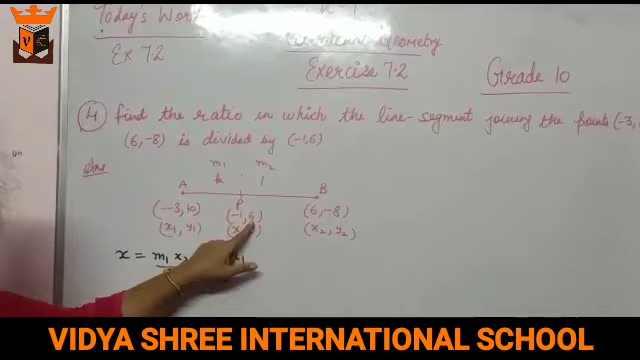 Today's Work
Ex 7.2
Geometry
Exercise 7.2
Grade 10
4 find the ratio in which the line-segment joining the points (-3,
(6,-8) is divided by (-1,6)
Ans
m1 m2
k 1
A P B
(-3, 10) (-1, 6) (6, -8)
(x1, y1) (x (x2, y2)
x = m1 x2
VIDYA SHREE INTERNATIONAL SCHOOL